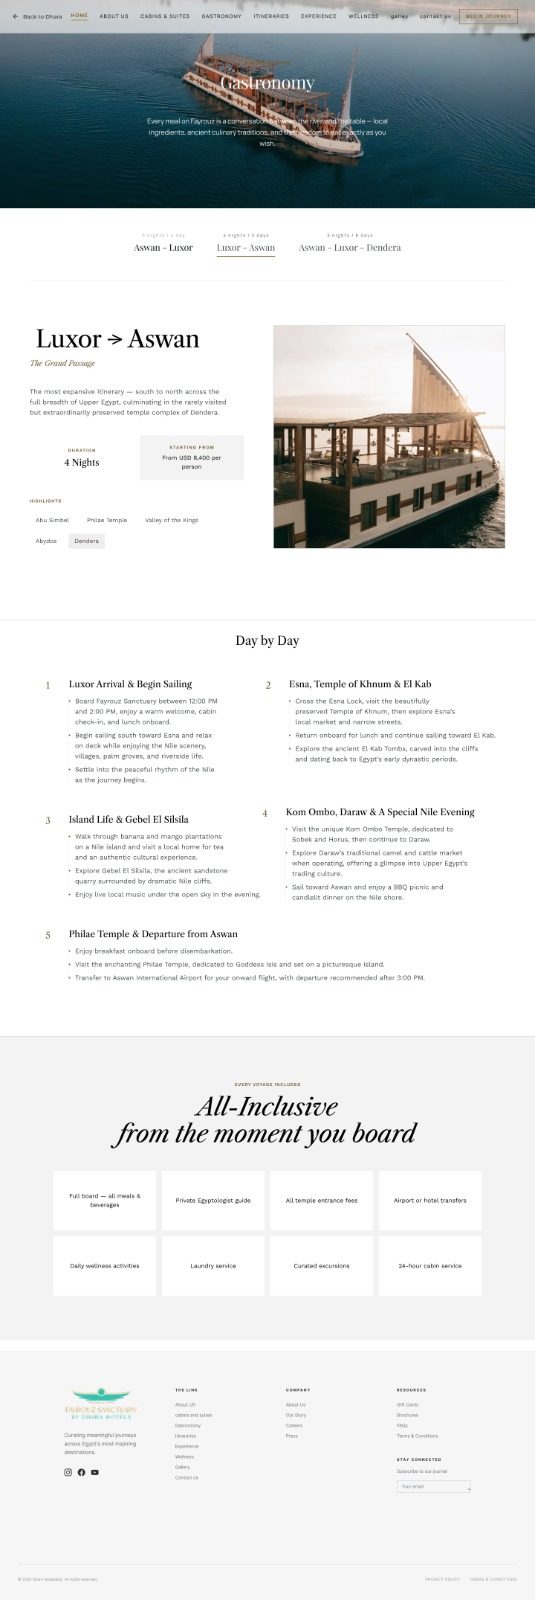 ← Back to Dhara HOME ABOUT US CABINS & SUITES GASTRONOMY ITINERARIES EXPERIENCE WELLNESS gallery contact us BEGIN JOURNEY
Gastronomy
Every meal on Fayrouz is a conversation between the river and the table — local
ingredients, ancient culinary traditions, and the freedom to eat exactly as you
wish.
4 nights / 5 days
5 nights / 6 days
Aswan - Luxor
Luxor - Aswan
Aswan - Luxor - Dendera
Luxor → Aswan
The Grand Passage
The most expansive itinerary — south to north across the
full breadth of Upper Egypt, culminating in the rarely visited
but extraordinarily preserved temple complex of Dendera.
DURATION
4 Nights
STARTING FROM
From USD 8,400 per
person
HIGHLIGHTS
Abu Simbel
Philae Temple
Valley of the Kings
Abydos
Dendera
Day by Day
1
Luxor Arrival & Begin Sailing
• Board Fayrouz Sanctuary between 12:00 PM
and 2:00 PM, enjoy a warm welcome, cabin
check-in, and lunch onboard.
• Begin sailing south toward Esna and relax
on deck while enjoying the Nile scenery,
villages, palm groves, and riverside life.
• Settle into the peaceful rhythm of the Nile
as the journey begins.
2
Esna, Temple of Khnum & El Kab
• Cross the Esna Lock, visit the beautifully
preserved Temple of Khnum, then explore Esna's
local market and narrow streets.
• Return onboard for lunch and continue sailing toward El Kab.
• Explore the ancient El Kab Tombs, carved into the cliffs
and dating back to Egypt's early dynastic periods.
3
Island Life & Gebel El Silsila
• Walk through banana and mango plantations
on a Nile island and visit a local home for tea
and an authentic cultural experience.
• Explore Gebel El Silsila, the ancient sandstone
quarry surrounded by dramatic Nile cliffs.
• Enjoy live local music under the open sky in the evening.
4
Kom Ombo, Daraw & A Special Nile Evening
• Visit the unique Kom Ombo Temple, dedicated to
Sobek and Horus, then continue to Daraw.
• Explore Daraw's traditional camel and cattle market
when operating, offering a glimpse into Upper Egypt's
trading culture.
• Sail toward Aswan and enjoy a BBQ picnic and
candlelit dinner on the Nile shore.
5
Philae Temple & Departure from Aswan
• Enjoy breakfast onboard before disembarkation.
• Visit the enchanting Philae Temple, dedicated to Goddess Isis and set on a picturesque island.
• Transfer to Aswan International Airport for your onward flight, with departure recommended after 3:00 PM.
EVERY VOYAGE INCLUDES
All-Inclusive
from the moment you board
Full board — all meals &
beverages
Private Egyptologist guide
All temple entrance fees
Airport or hotel transfers
Daily wellness activities
Laundry service
Curated excursions
24-hour cabin service
FAYROUZ SANCTUARY
BY DHARA HOTELS
Curating meaningful journeys
across Egypt's most inspiring
destinations.
THE LINK
About US
cabins and suites
Gastronomy
Itineraries
Experience
Wellness
Gallery
Contact us
COMPANY
About Us
Our Story
Careers
Press
RESOURCES
Gift Cards
Brochures
FAQs
Terms & Conditions
STAY CONNECTED
Subscribe to our journal
Your email
→
PRIVACY POLICY
TERMS & CONDITIONS